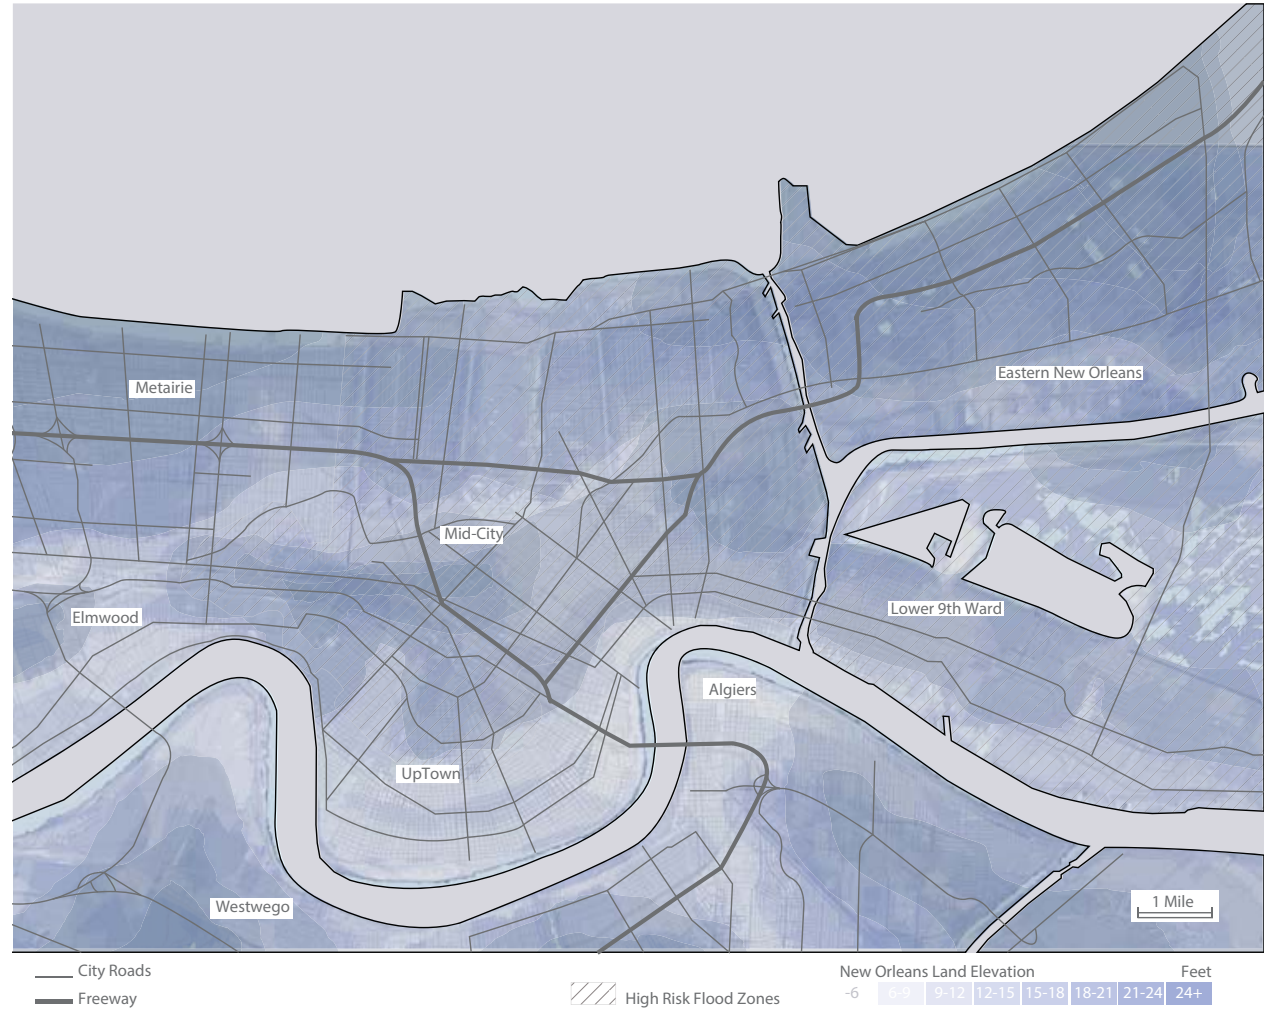 Metairie
Eastern New Orleans
Mid-City
Lower 9th Ward
Elmwood
Algiers
UpTown
Westwego
1 Mile
City Roads
Freeway
High Risk Flood Zones
New Orleans Land Elevation Feet
-6 6-9 9-12 12-15 15-18 18-21 21-24 24+